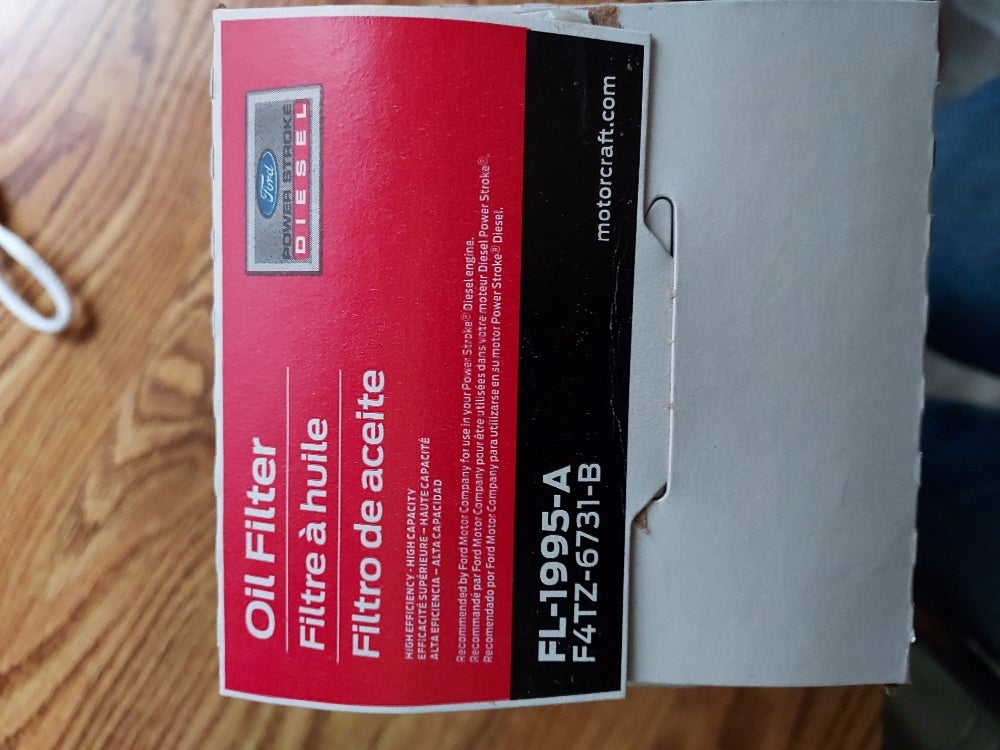 Ford
POWER STROKE
DIESEL
Oil Filter
Filtre à huile
Filtro de aceite
HIGH EFFICIENCY - HIGH CAPACITY
EFFICACITÉ SUPÉRIEURE – HAUTE CAPACITÉ
ALTA EFICIENCIA – ALTA CAPACIDAD
Recommended by Ford Motor Company for use in your Power Stroke® Diesel engine.
Recommandé par Ford Motor Company pour être utilisées dans votre moteur Diesel Power Stroke®.
Recomendado por Ford Motor Company para utilizarse en su motor Power Stroke® Diesel.
FL-1995-A
F4TZ-6731-B
motorcraft.com